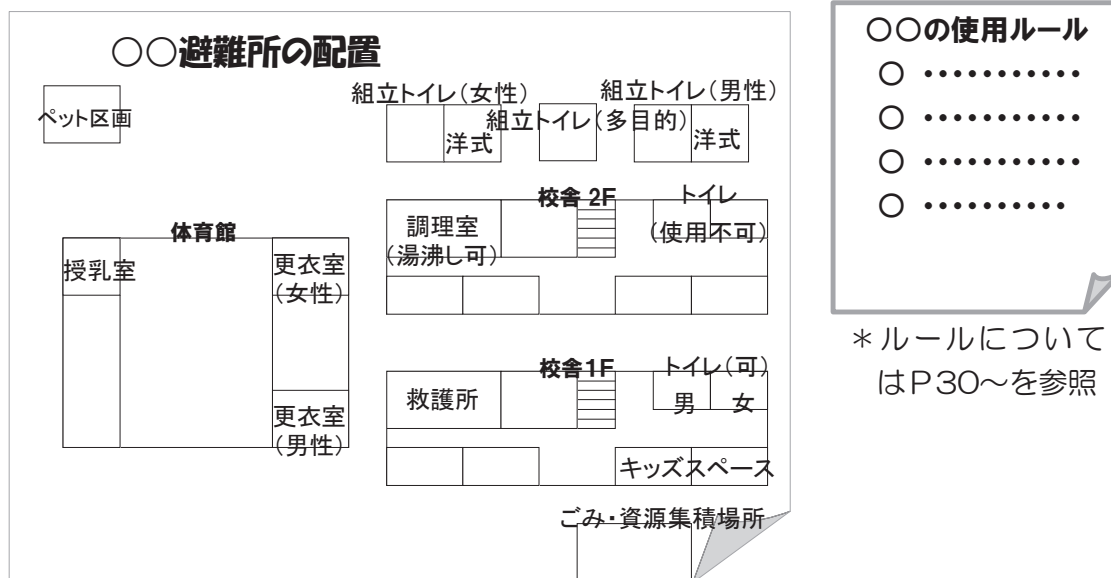 ○○避難所の配置
ペット区画
組立トイレ(女性)
洋式
組立トイレ(多目的)
組立トイレ(男性)
洋式
校舎 2F
調理室
(湯沸し可)
トイレ
(使用不可)
体育館
授乳室
更衣室
(女性)
更衣室
(男性)
校舎1F
救護所
トイレ(可)
男
女
キッズスペース
ごみ・資源集積場所
○○の使用ルール
○ ・・・・・・・・・・・
○ ・・・・・・・・・・・
○ ・・・・・・・・・・・
○ ・・・・・・・・・・
＊ルールについて
はP30～を参照